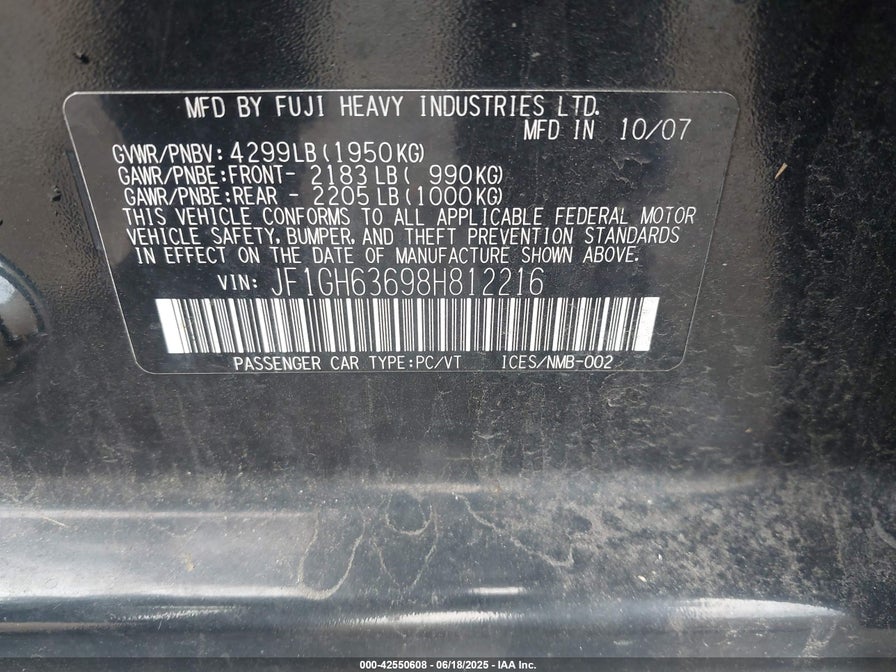 MFD BY FUJI HEAVY INDUSTRIES LTD.
MFD IN 10/07
GVWR/PNBV: 4299LB(1950KG)
GAWR/PNBE:FRONT- 2183LB( 990KG)
GAWR/PNBE:REAR - 2205LB(1000KG)
THIS VEHICLE CONFORMS TO ALL APPLICABLE FEDERAL MOTOR
VEHICLE SAFETY, BUMPER, AND THEFT PREVENTION STANDARDS
IN EFFECT ON THE DATE OF MANUFACTURE SHOWN ABOVE.
VIN: JF1GH63698H812216
PASSENGER CAR TYPE:PC/VT ICES/NMB-002
000-42550608 - 06/18/2025 - IAA Inc.